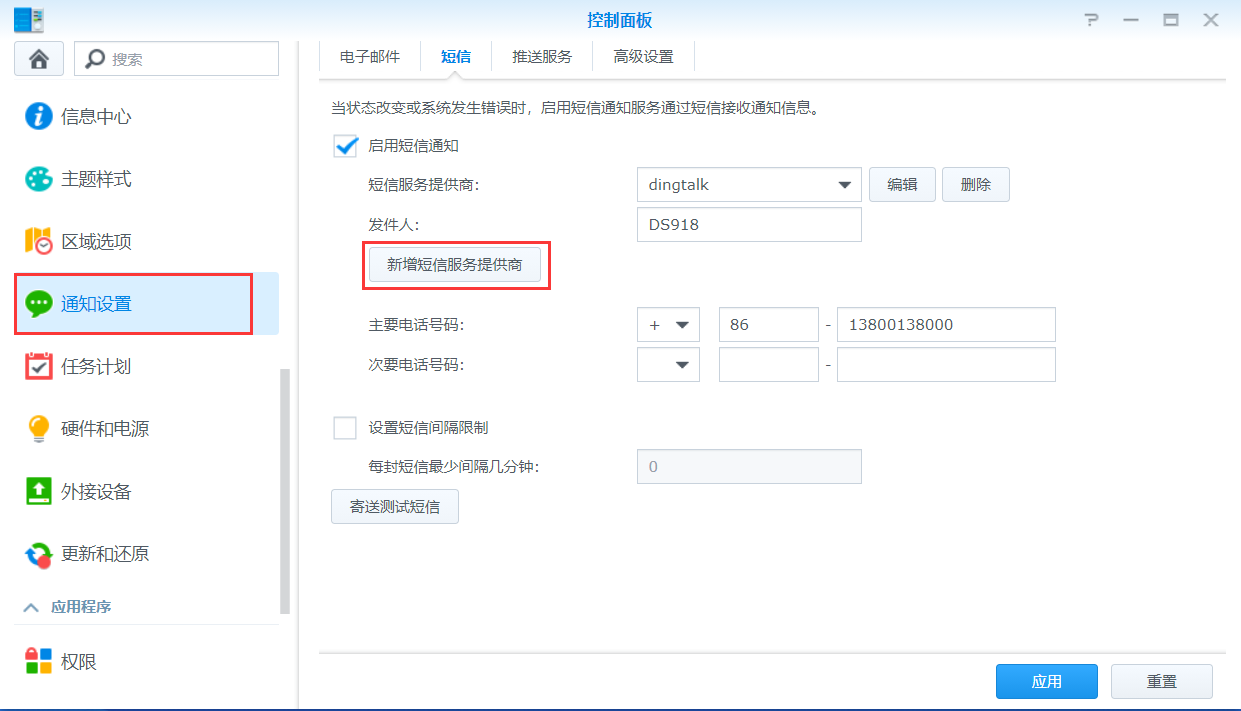 控制面板
搜索
信息中心
主题样式
区域选项
通知设置
任务计划
硬件和电源
外接设备
更新和还原
应用程序
权限
电子邮件 短信 推送服务 高级设置
当状态改变或系统发生错误时，启用短信通知服务通过短信接收通知信息。
启用短信通知
短信服务提供商: dingtalk 编辑 删除
发件人: DS918
新增短信服务提供商
主要电话号码: + 86 - 13800138000
次要电话号码: -
设置短信间隔限制
每封短信最少间隔几分钟: 0
寄送测试短信
应用 重置